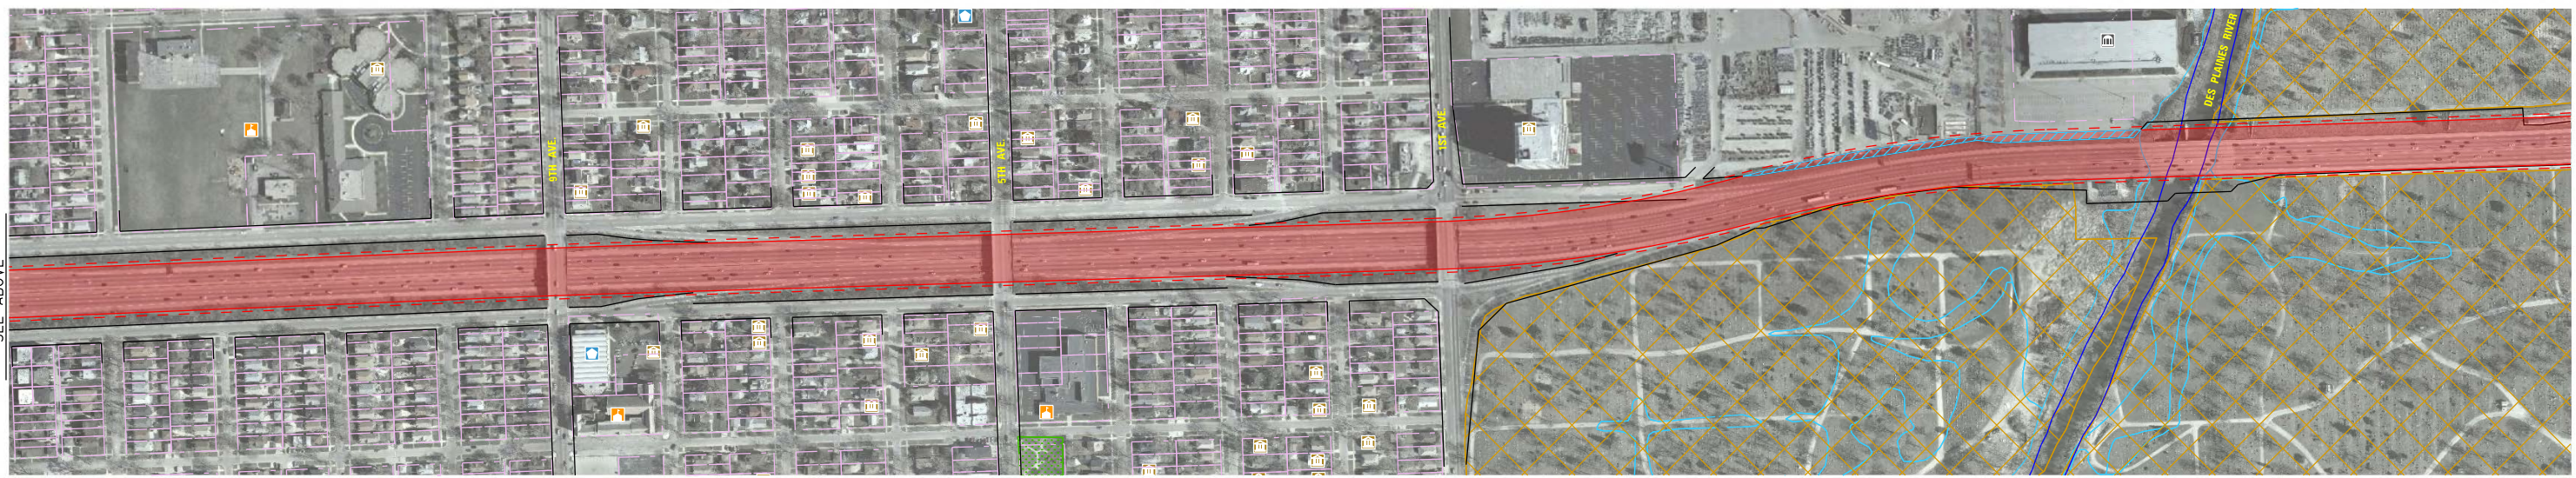 DES PLAINES RIVER
9TH AVE.
5TH AVE.
1ST AVE.
SEE ABOVE